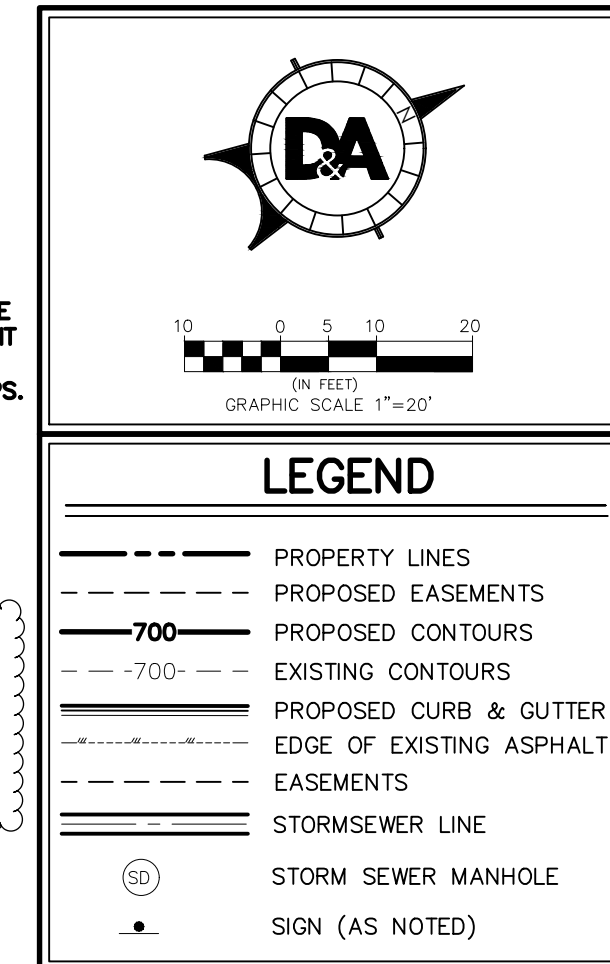 E
NT
PS.
N
D&A
10 0 5 10 20
(IN FEET)
GRAPHIC SCALE 1"=20'
LEGEND
PROPERTY LINES
PROPOSED EASEMENTS
700 PROPOSED CONTOURS
-700- EXISTING CONTOURS
PROPOSED CURB & GUTTER
EDGE OF EXISTING ASPHALT
EASEMENTS
STORMSEWER LINE
SD STORM SEWER MANHOLE
SIGN (AS NOTED)